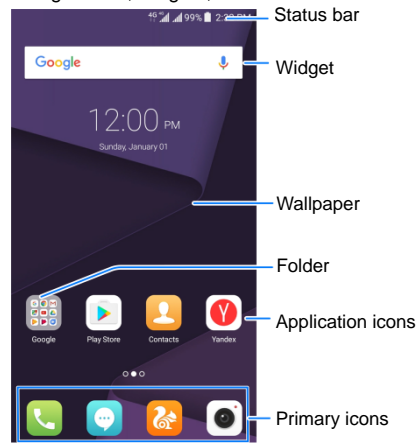 Status bar
4G 99%
Google
Widget
12:00 PM
Sunday, January 01
Wallpaper
Folder
Google Play Store Contacts Yandex
Application icons
Primary icons